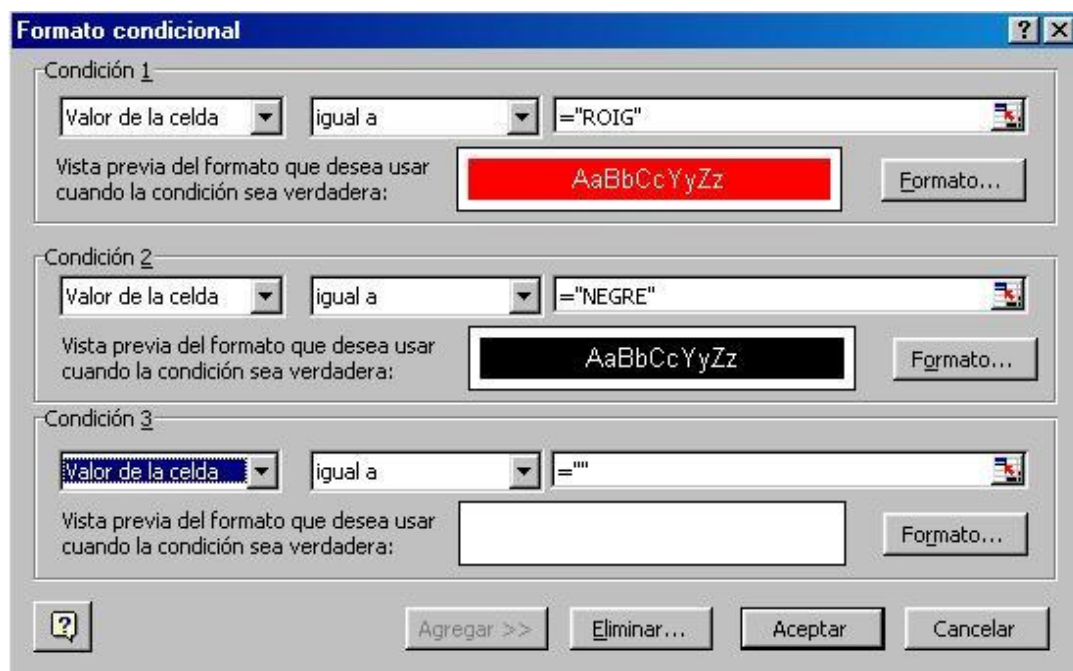 Formato condicional
Condición 1
Valor de la celda igual a ="ROIG"
Vista previa del formato que desea usar
cuando la condición sea verdadera:
AaBbCcYyZz
Formato...
Condición 2
Valor de la celda igual a ="NEGRE"
Vista previa del formato que desea usar
cuando la condición sea verdadera:
AaBbCcYyZz
Formato...
Condición 3
Valor de la celda igual a =""
Vista previa del formato que desea usar
cuando la condición sea verdadera:
Formato...
Agregar >> Eliminar... Aceptar Cancelar